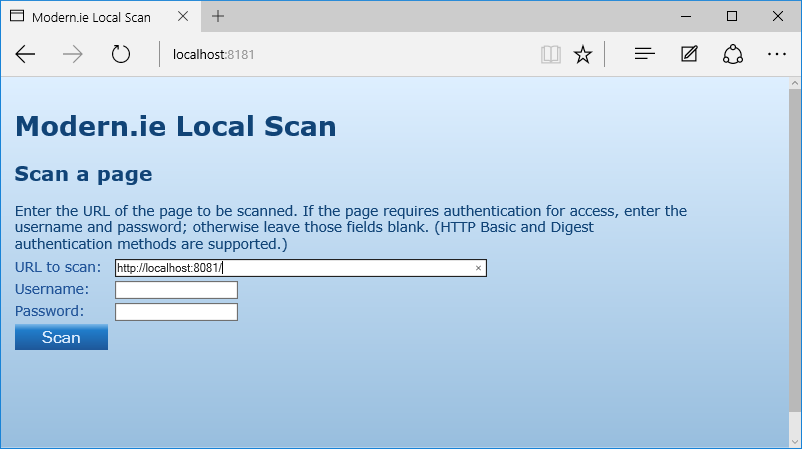 Modern.ie Local Scan
localhost:8181
Modern.ie Local Scan
Scan a page
Enter the URL of the page to be scanned. If the page requires authentication for access, enter the
username and password; otherwise leave those fields blank. (HTTP Basic and Digest
authentication methods are supported.)
URL to scan: http://localhost:8081/
Username:
Password:
Scan